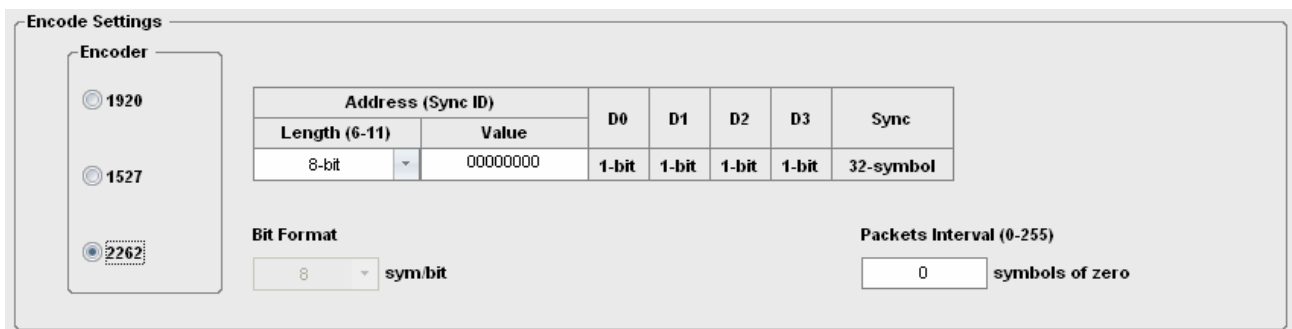 Encode Settings
Encoder
1920
1527
2262
Address (Sync ID)
Length (6-11) Value
D0 D1 D2 D3 Sync
8-bit 00000000 1-bit 1-bit 1-bit 1-bit 32-symbol
Bit Format
8 sym/bit
Packets Interval (0-255)
0 symbols of zero